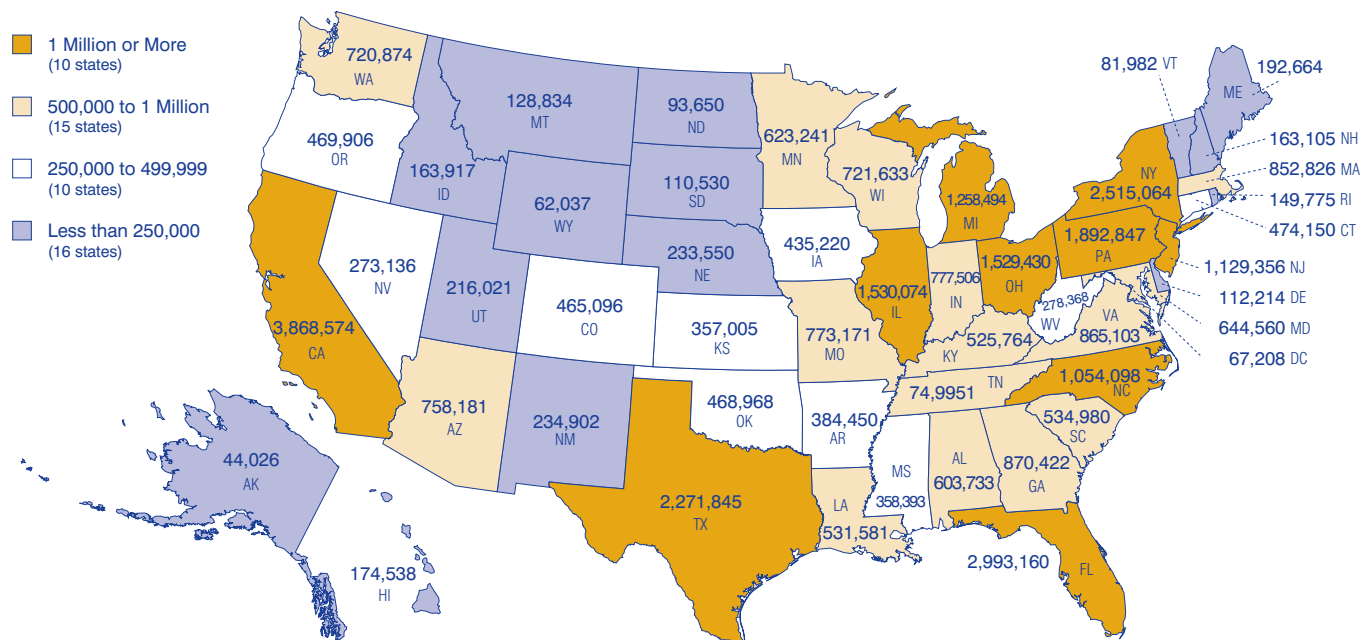 1 Million or More
(10 states)
500,000 to 1 Million
(15 states)
250,000 to 499,999
(10 states)
Less than 250,000
(16 states)
720,874
WA
469,906
OR
3,868,574
CA
273,136
NV
163,917
ID
128,834
MT
62,037
WY
216,021
UT
758,181
AZ
465,096
CO
234,902
NM
93,650
ND
110,530
SD
233,550
NE
357,005
KS
468,968
OK
2,271,845
TX
623,241
MN
435,220
IA
773,171
MO
384,450
AR
LA
531,581
721,633
WI
1,530,074
IL
1,258,494
MI
777,506
IN
1,529,430
OH
KY 525,764
TN
74,9951
MS
358,393
AL
603,733
870,422
GA
2,993,160
FL
534,980
SC
1,054,098
NC
VA
865,103
278,368
WV
1,892,847
PA
NY
2,515,064
81,982 VT
192,664
ME
163,105 NH
852,826 MA
149,775 RI
474,150 CT
1,129,356 NJ
112,214 DE
644,560 MD
67,208 DC
44,026
AK
174,538
HI